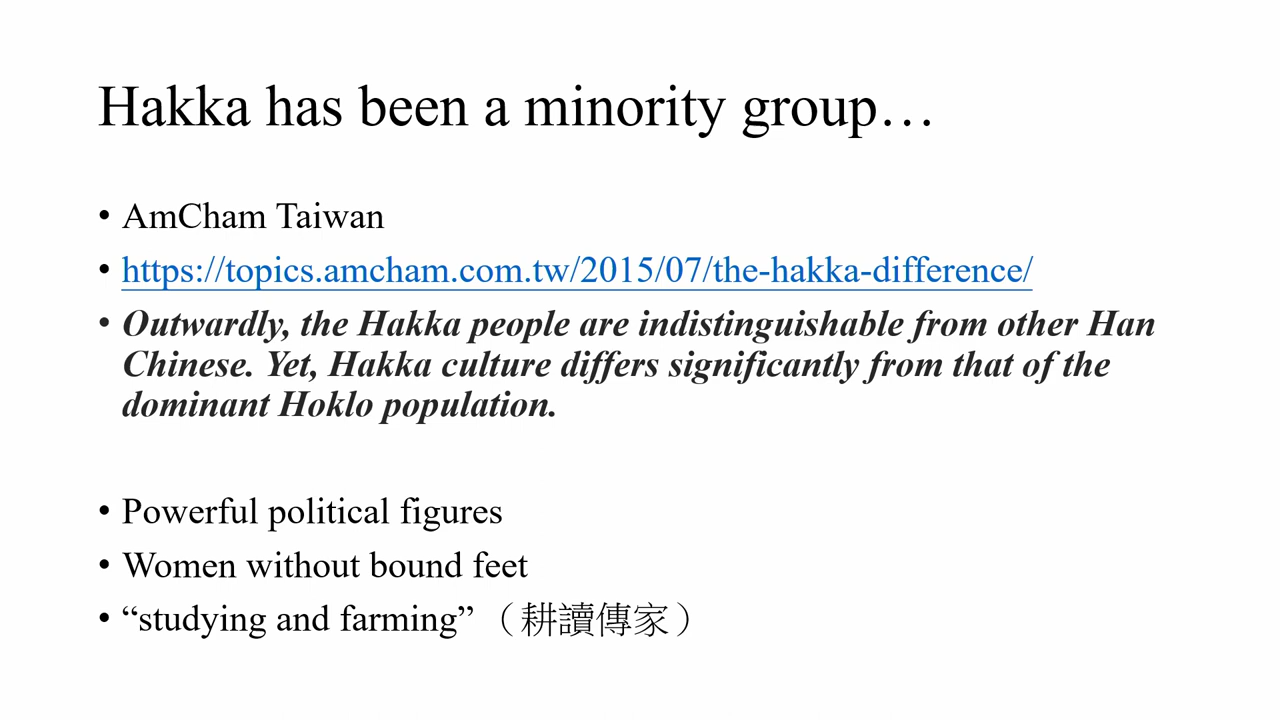 Hakka has been a minority group…
• AmCham Taiwan
• https://topics.amcham.com.tw/2015/07/the-hakka-difference/
• Outwardly, the Hakka people are indistinguishable from other Han
Chinese. Yet, Hakka culture differs significantly from that of the
dominant Hoklo population.
• Powerful political figures
• Women without bound feet
• “studying and farming” （耕讀傳家）